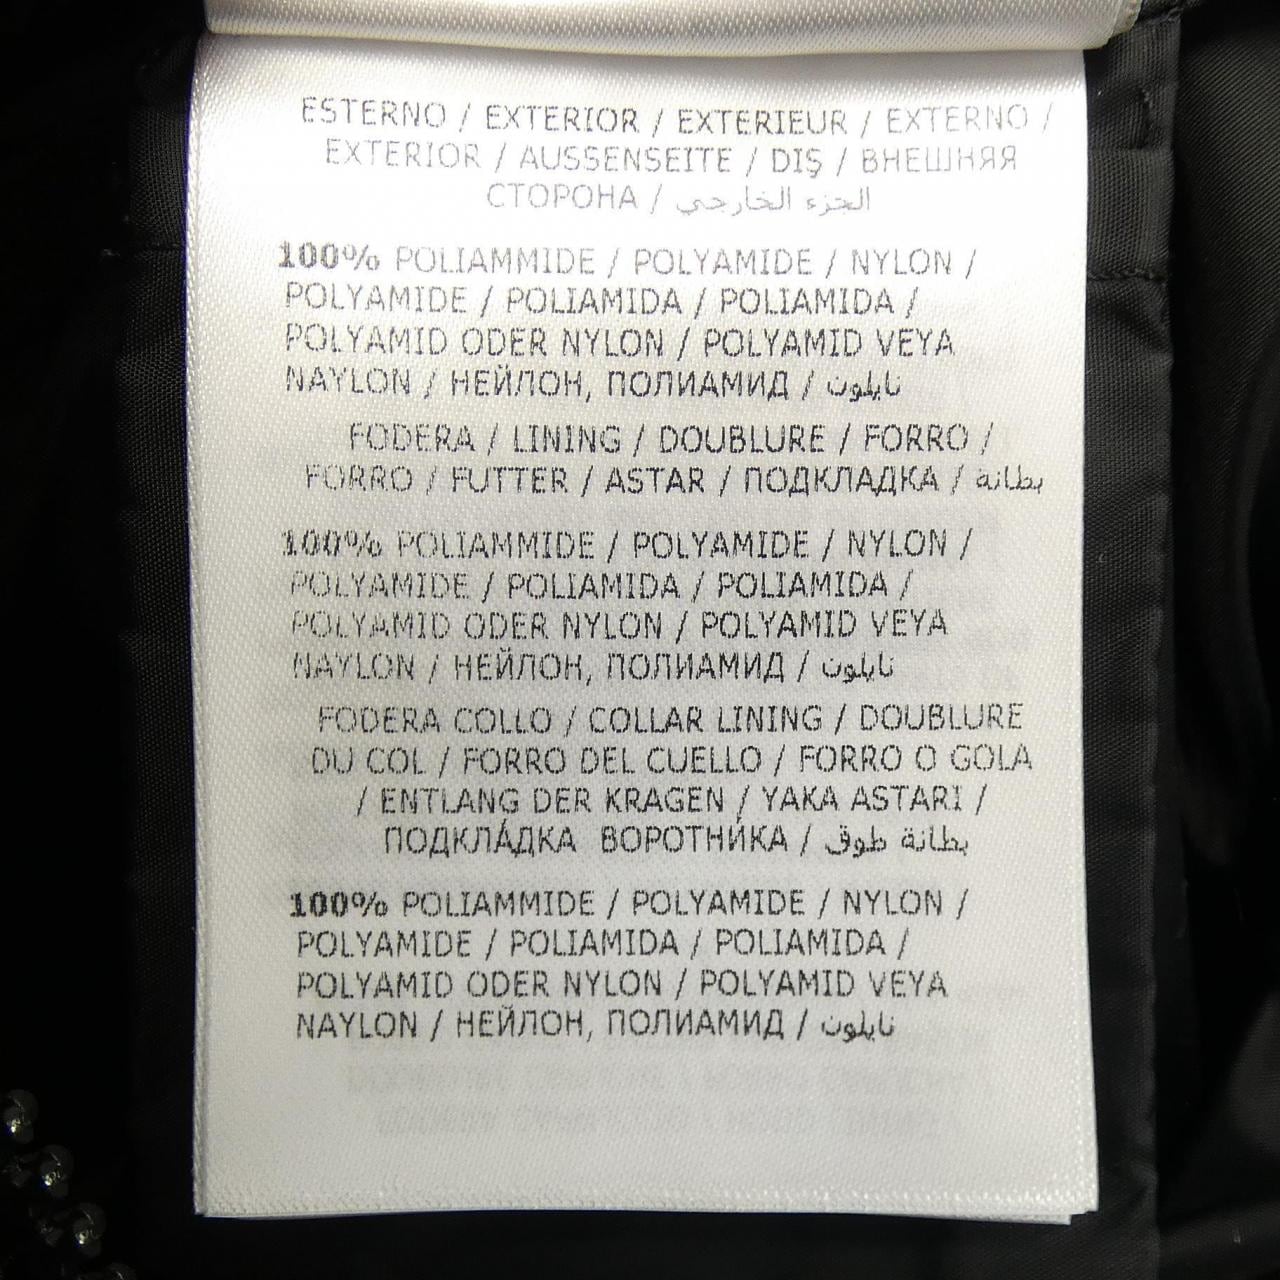 ESTERNO / EXTERIOR / EXTERIEUR / EXTERNO /
EXTERIOR / AUSSENSEITE / DIŞ / ВНЕШНЯЯ
СТОРОНА / الجزء الخارجي
100% POLIAMMIDE / POLYAMIDE / NYLON /
POLYAMIDE / POLIAMIDA / POLIAMIDA /
POLYAMID ODER NYLON / POLYAMID VEYA
NAYLON / НЕЙЛОН, ПОЛИАМИД / نايلون
FODERA / LINING / DOUBLURE / FORRO /
FORRO / FUTTER / ASTAR / ПОДКЛАДКА / بطانة
100% POLIAMMIDE / POLYAMIDE / NYLON /
POLYAMIDE / POLIAMIDA / POLIAMIDA /
POLYAMID ODER NYLON / POLYAMID VEYA
NAYLON / НЕЙЛОН, ПОЛИАМИД / نايلون
FODERA COLLO / COLLAR LINING / DOUBLURE
DU COL / FORRO DEL CUELLO / FORRO O GOLA
/ ENTLANG DER KRAGEN / YAKA ASTARI /
ПОДКЛА́ДКА ВОРОТНИ́КА / بطانة طوق
100% POLIAMMIDE / POLYAMIDE / NYLON /
POLYAMIDE / POLIAMIDA / POLIAMIDA /
POLYAMID ODER NYLON / POLYAMID VEYA
NAYLON / НЕЙЛОН, ПОЛИАМИД / نايلون